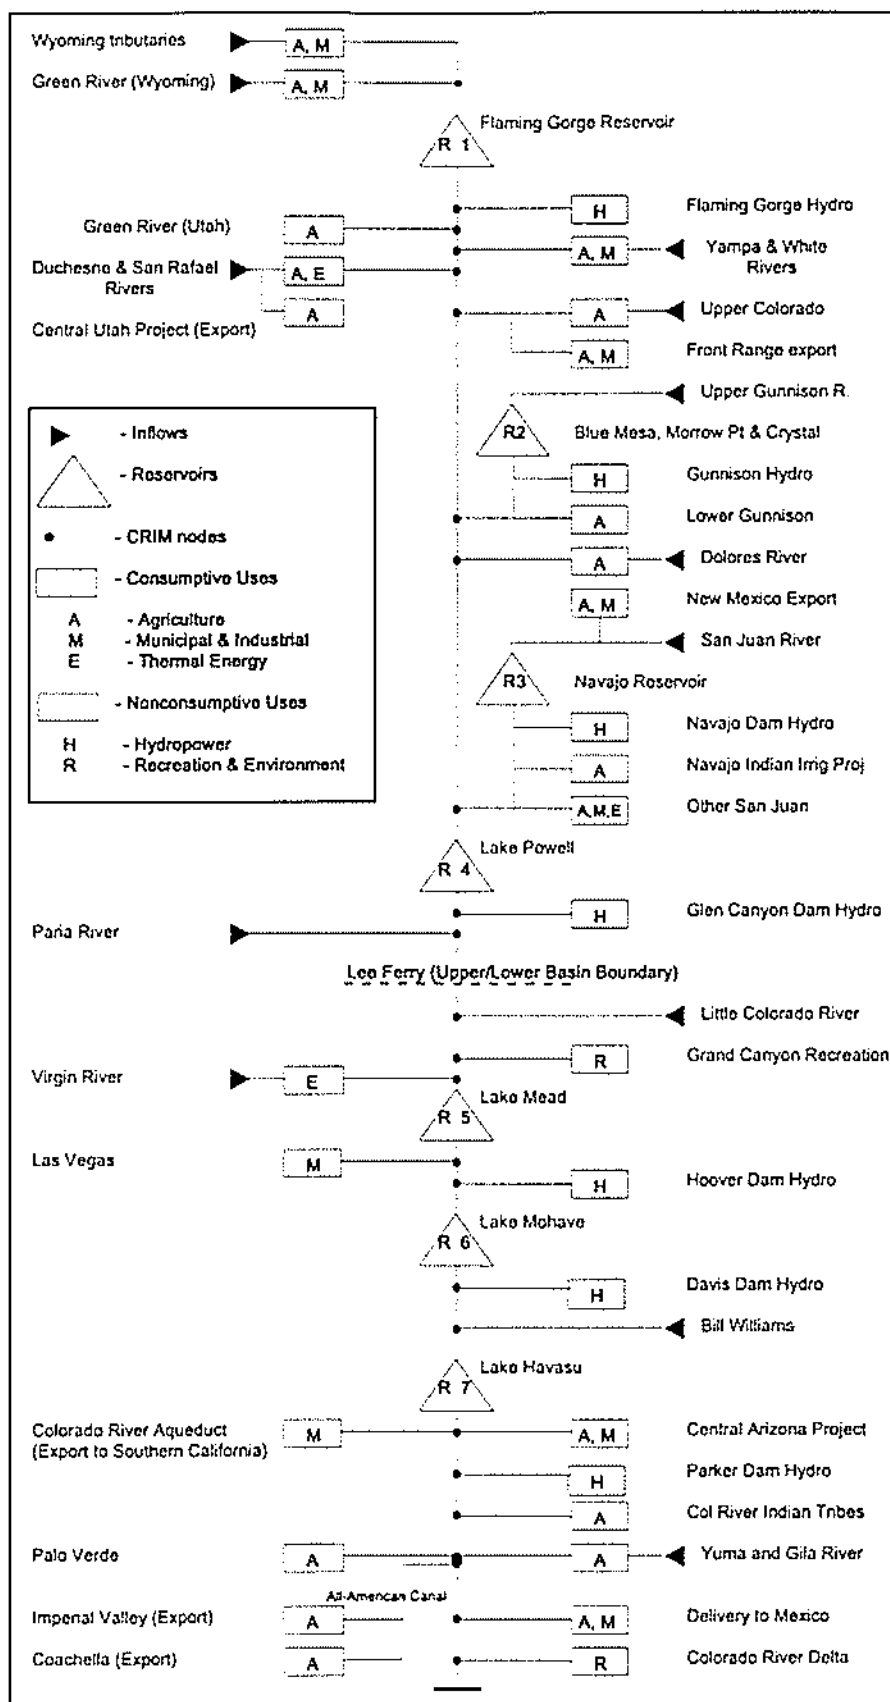 Wyoming tributaries
A, M
Green River (Wyoming)
A, M
Flaming Gorge Reservoir
R 1
Flaming Gorge Hydro
H
Green River (Utah)
A
Yampa & White
Rivers
A, M
Duchesne & San Rafael
Rivers
A, E
Central Utah Project (Export)
A
Upper Colorado
A
Front Range export
A, M
Upper Gunnison R.
R2
Blue Mesa, Morrow Pt & Crystal
Gunnison Hydro
H
Lower Gunnison
A
Dolores River
A
New Mexico Export
A, M
San Juan River
R3
Navajo Reservoir
Navajo Dam Hydro
H
Navajo Indian Irrig Proj
A
Other San Juan
A,M,E
- Inflows
- Reservoirs
- CRIM nodes
- Consumptive Uses
A - Agriculture
M - Municipal & Industrial
E - Thermal Energy
- Nonconsumptive Uses
H - Hydropower
R - Recreation & Environment
Lake Powell
R 4
Glen Canyon Dam Hydro
H
Paria River
Lee Ferry (Upper/Lower Basin Boundary)
Little Colorado River
Grand Canyon Recreation
R
Virgin River
E
Lake Mead
R 5
Las Vegas
M
Hoover Dam Hydro
H
Lake Mohave
R 6
Davis Dam Hydro
H
Bill Williams
Lake Havasu
R 7
Colorado River Aqueduct
(Export to Southern California)
M
Central Arizona Project
A, M
Parker Dam Hydro
H
Col River Indian Tribes
A
Palo Verde
A
Yuma and Gila River
A
All-American Canal
Imperial Valley (Export)
A
Delivery to Mexico
A, M
Coachella (Export)
A
Colorado River Delta
R